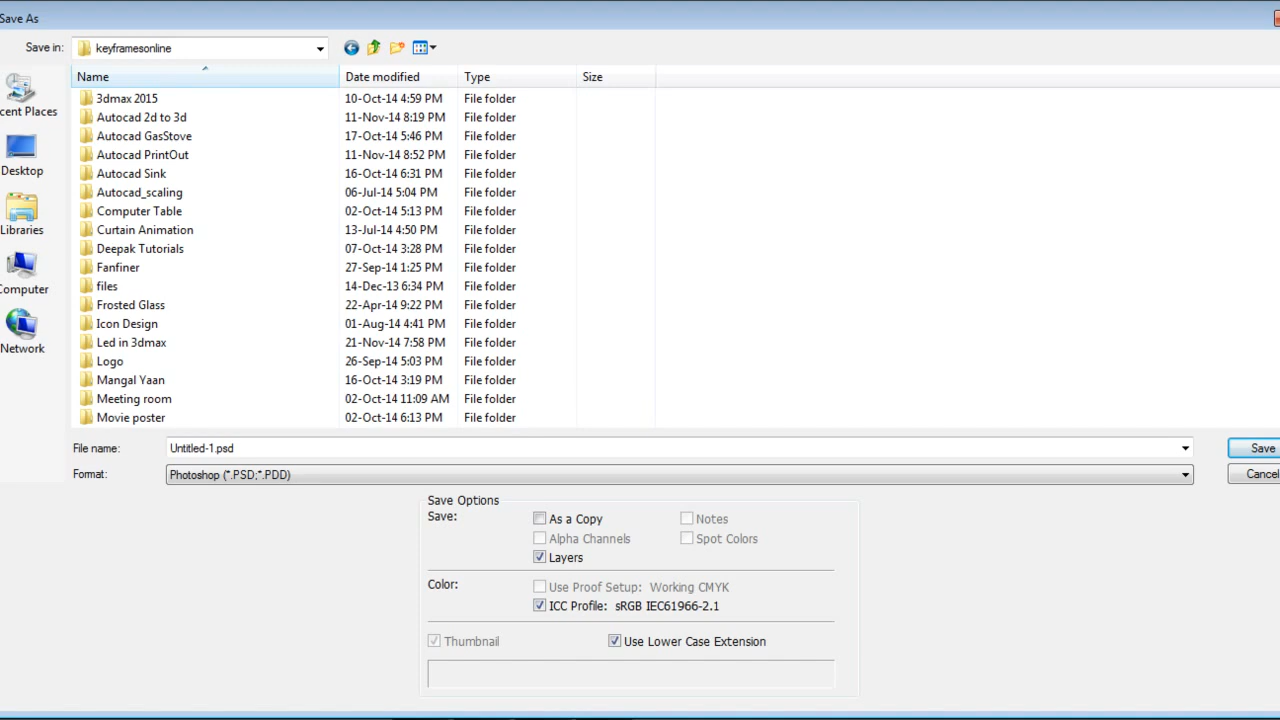 Save As
Save in: keyframesonline
Name Date modified Type Size
3dmax 2015 10-Oct-14 4:59 PM File folder
Autocad 2d to 3d 11-Nov-14 8:19 PM File folder
Autocad GasStove 17-Oct-14 5:46 PM File folder
Autocad PrintOut 11-Nov-14 8:52 PM File folder
Autocad Sink 16-Oct-14 6:31 PM File folder
Autocad_scaling 06-Jul-14 5:04 PM File folder
Computer Table 02-Oct-14 5:13 PM File folder
Curtain Animation 13-Jul-14 4:50 PM File folder
Deepak Tutorials 07-Oct-14 3:28 PM File folder
Fanfiner 27-Sep-14 1:25 PM File folder
files 14-Dec-13 6:34 PM File folder
Frosted Glass 22-Apr-14 9:22 PM File folder
Icon Design 01-Aug-14 4:41 PM File folder
Led in 3dmax 21-Nov-14 7:58 PM File folder
Logo 26-Sep-14 5:03 PM File folder
Mangal Yaan 16-Oct-14 3:19 PM File folder
Meeting room 02-Oct-14 11:09 AM File folder
Movie poster 02-Oct-14 6:13 PM File folder
cent Places
Desktop
Libraries
Computer
Network
File name: Untitled-1.psd Save
Format: Photoshop (*.PSD;*.PDD) Cancel
Save Options
Save: As a Copy Notes
Alpha Channels Spot Colors
Layers
Color: Use Proof Setup: Working CMYK
ICC Profile: sRGB IEC61966-2.1
Thumbnail Use Lower Case Extension